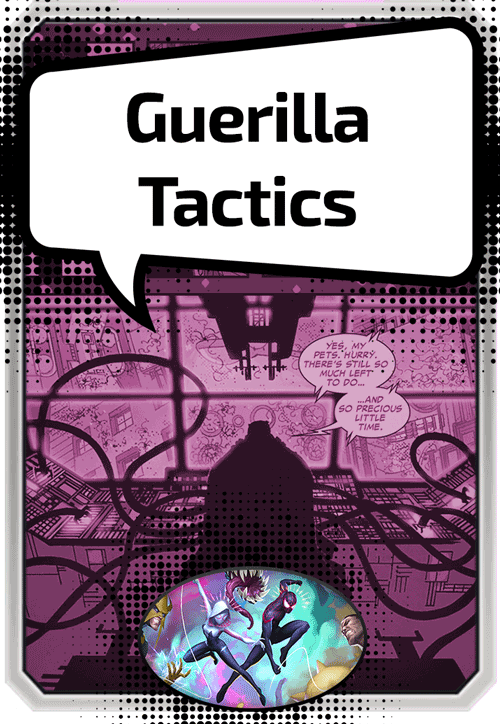 Guerilla
Tactics
YES, MY
PETS. HURRY.
THERE'S STILL SO
MUCH LEFT
TO DO...
...AND
SO PRECIOUS
LITTLE
TIME.